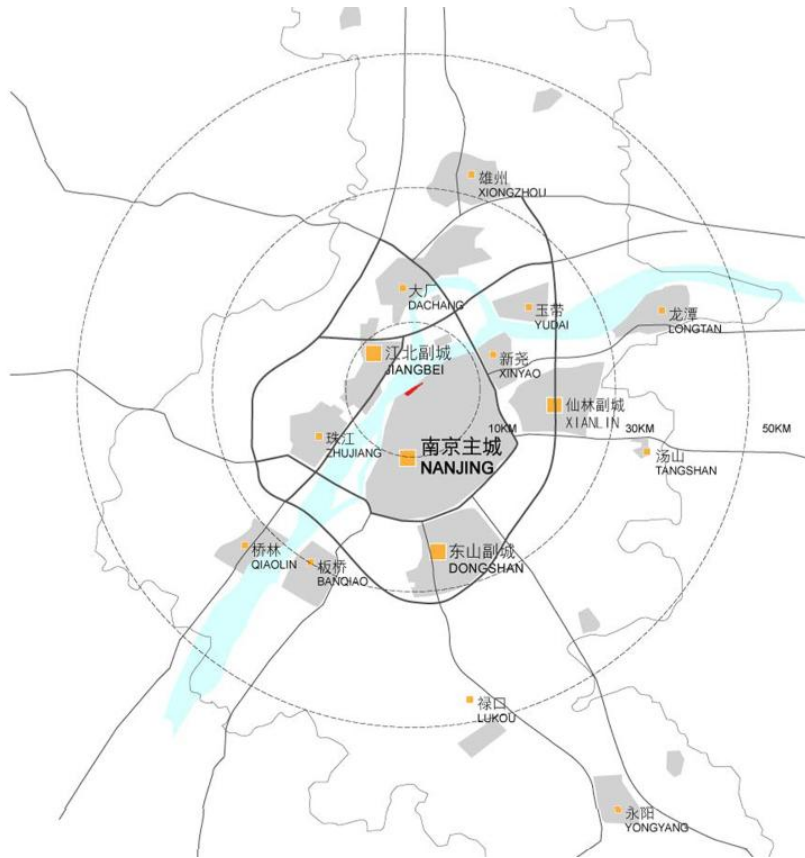 雄州
XIONGZHOU
大厂
DACHANG
玉带
YUDAI
龙潭
LONGTAN
江北副城
JIANGBEI
新尧
XINYAO
仙林副城
XIANLIN
10KM
30KM
50KM
珠江
ZHUJIANG
南京主城
NANJING
汤山
TANGSHAN
桥林
QIAOLIN
板桥
BANQIAO
东山副城
DONGSHAN
禄口
LUKOU
永阳
YONGYANG